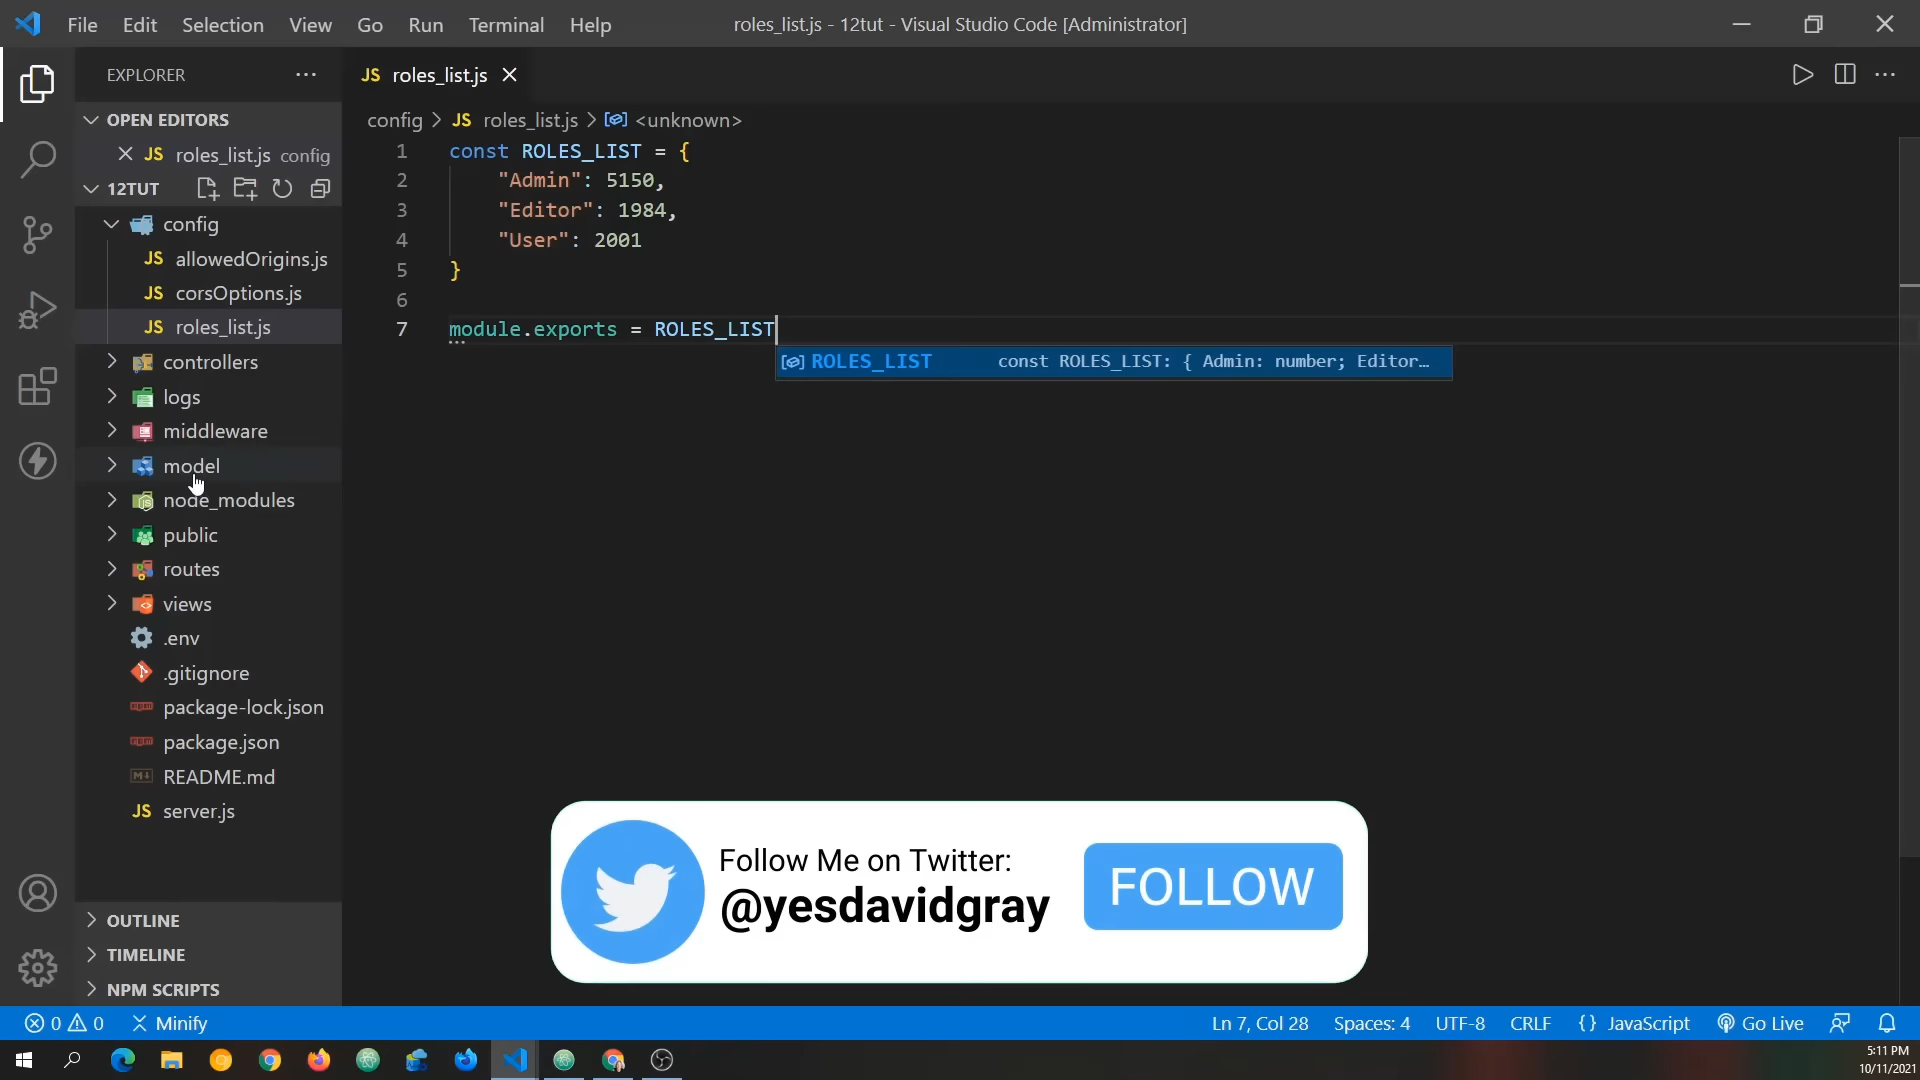 File Edit Selection View Go Run Terminal Help
roles_list.js - 12tut - Visual Studio Code [Administrator]
EXPLORER
OPEN EDITORS
JS roles_list.js config
12TUT
config
JS allowedOrigins.js
JS corsOptions.js
JS roles_list.js
controllers
logs
middleware
model
node_modules
public
routes
views
.env
.gitignore
package-lock.json
package.json
README.md
JS server.js
OUTLINE
TIMELINE
NPM SCRIPTS
JS roles_list.js
config > JS roles_list.js > <unknown>
1 const ROLES_LIST = {
2 "Admin": 5150,
3 "Editor": 1984,
4 "User": 2001
5 }
6
7 module.exports = ROLES_LIST
ROLES_LIST const ROLES_LIST: { Admin: number; Editor…
Follow Me on Twitter:
@yesdavidgray
FOLLOW
0 0 Minify
Ln 7, Col 28 Spaces: 4 UTF-8 CRLF {} JavaScript Go Live
5:11 PM
10/11/2021